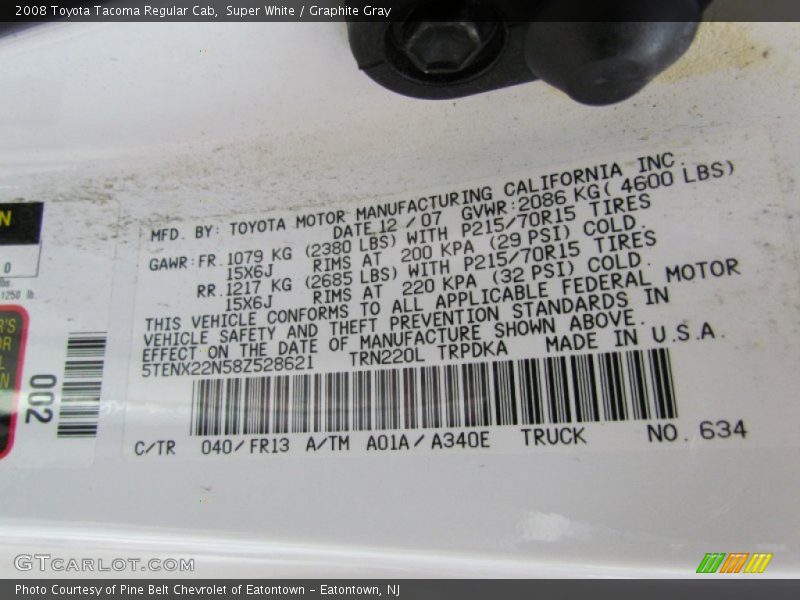 2008 Toyota Tacoma Regular Cab,  Super White / Graphite Gray
MFD. BY: TOYOTA MOTOR MANUFACTURING CALIFORNIA INC.
DATE 12/07 GVWR:2086 KG( 4600 LBS)
GAWR:FR.1079 KG (2380 LBS) WITH P215/70R15 TIRES
15X6J RIMS AT 200 KPA (29 PSI) COLD.
RR.1217 KG (2685 LBS) WITH P215/70R15 TIRES
15X6J RIMS AT 220 KPA (32 PSI) COLD.
THIS VEHICLE CONFORMS TO ALL APPLICABLE FEDERAL MOTOR
VEHICLE SAFETY AND THEFT PREVENTION STANDARDS IN
EFFECT ON THE DATE OF MANUFACTURE SHOWN ABOVE.
5TENX22N58Z528621 TRN220L TRPDKA MADE IN U.S.A.
C/TR 040/FR13 A/TM A01A/A340E TRUCK NO. 634
N
0
lbs.
1250 lb.
R'S
OR
L
N
002
GTCARLOT.COM
Photo Courtesy of Pine Belt Chevrolet of Eatontown – Eatontown, NJ